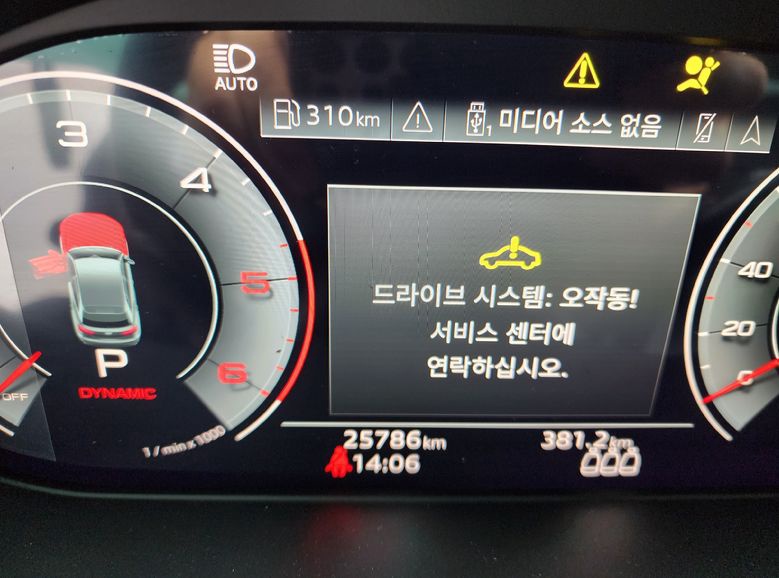 AUTO
310km
1 미디어 소스 없음
3
4
5
6
드라이브 시스템: 오작동!
서비스 센터에
연락하십시오.
P
DYNAMIC
OFF
1/min x 1000
40
20
0
25786km
381.2km
14:06